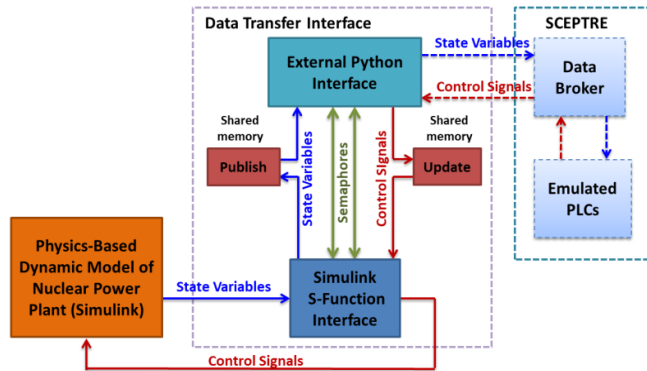 Data Transfer Interface
SCEPTRE
External Python
Interface
State Variables
Control Signals
Data
Broker
Shared
memory
Shared
memory
Publish
State Variables
Semaphores
Control SIgnals
Update
Emulated
PLCs
Physics-Based
Dynamic Model of
Nuclear Power
Plant (Simulink)
State Variables
Simulink
S-Function
Interface
Control Signals